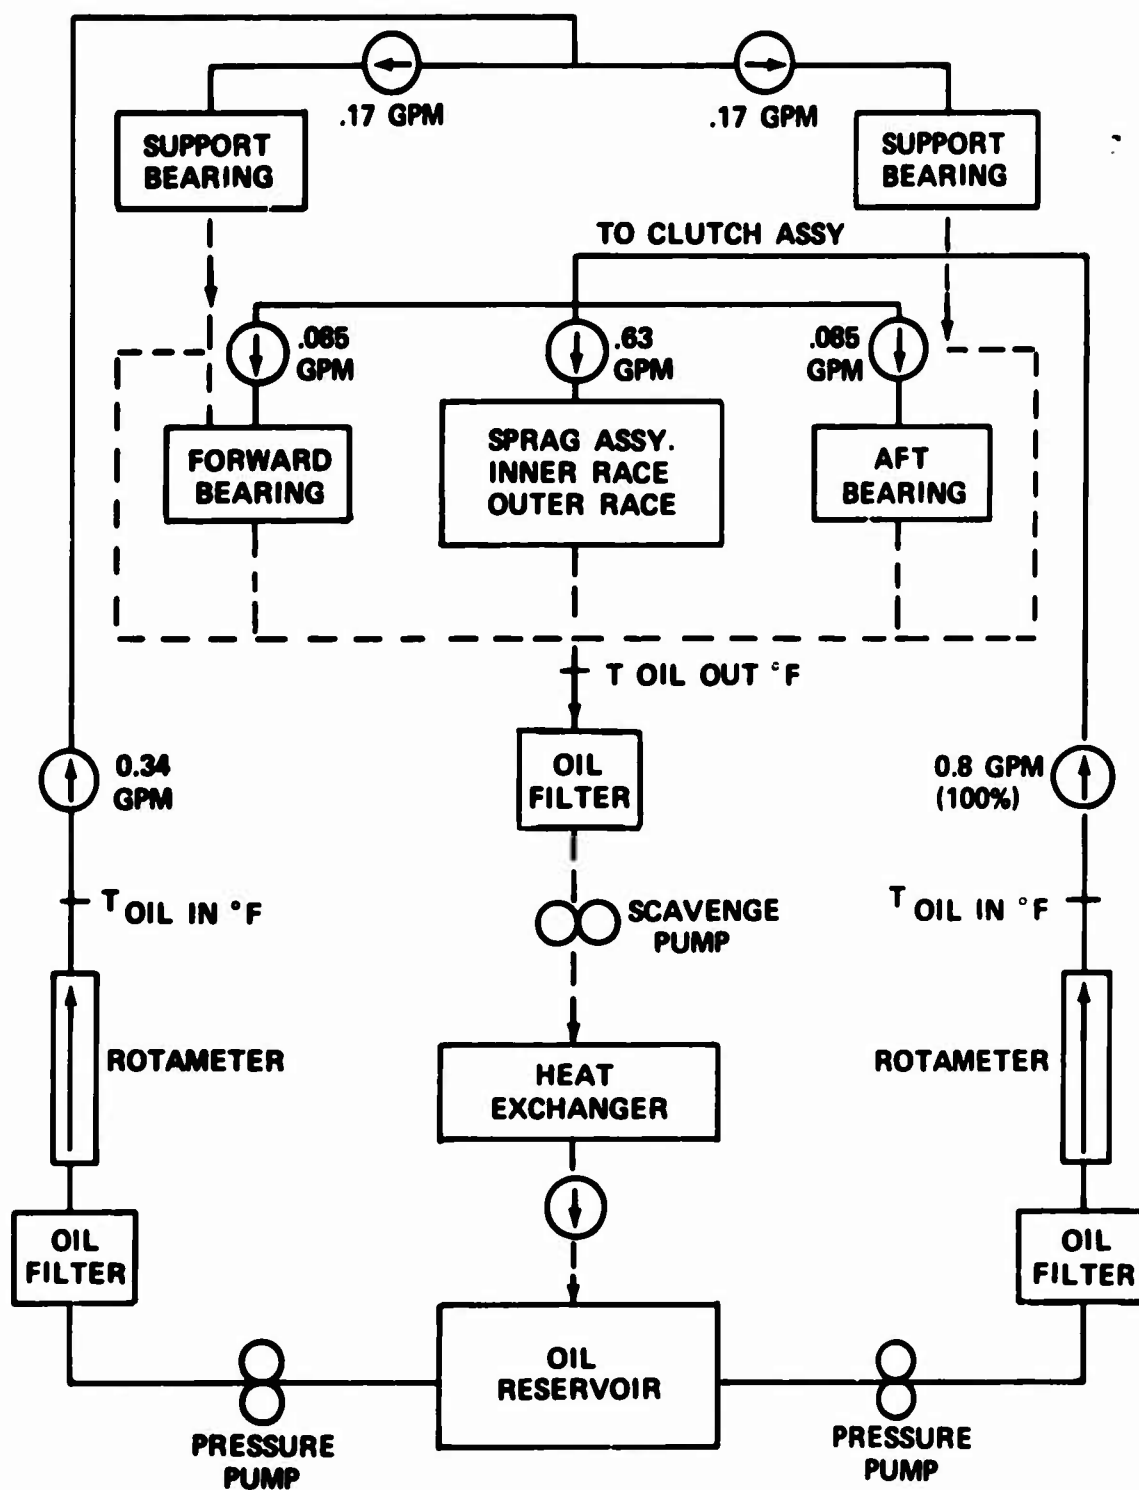 .17 GPM
.17 GPM
SUPPORT
BEARING
SUPPORT
BEARING
TO CLUTCH ASSY
.085
GPM
.63
GPM
.085
GPM
FORWARD
BEARING
SPRAG ASSY.
INNER RACE
OUTER RACE
AFT
BEARING
T OIL OUT °F
OIL
FILTER
0.34
GPM
0.8 GPM
(100%)
T OIL IN °F
T OIL IN °F
SCAVENGE
PUMP
ROTAMETER
ROTAMETER
HEAT
EXCHANGER
OIL
FILTER
OIL
FILTER
OIL
RESERVOIR
PRESSURE
PUMP
PRESSURE
PUMP